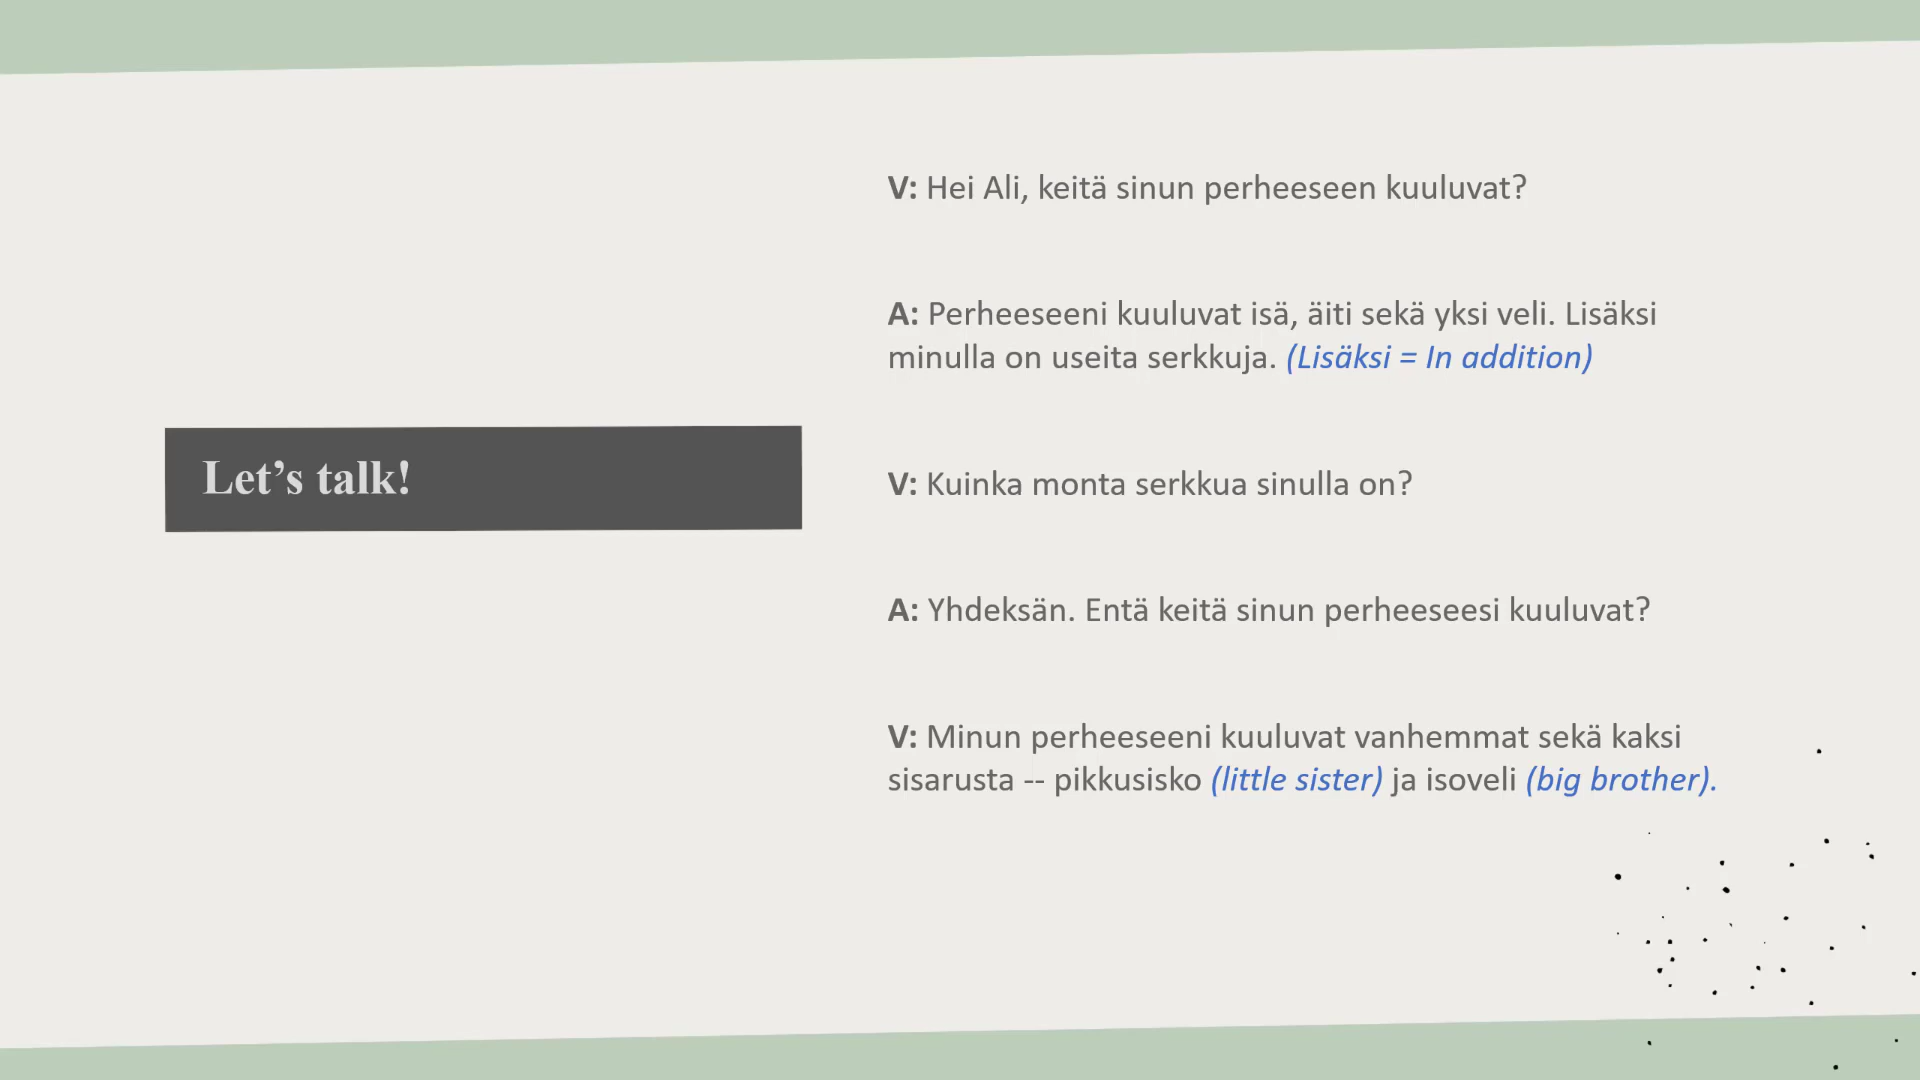 Let’s talk!
V: Hei Ali, keitä sinun perheeseen kuuluvat?
A: Perheeseeni kuuluvat isä, äiti sekä yksi veli. Lisäksi
minulla on useita serkkuja. (Lisäksi = In addition)
V: Kuinka monta serkkua sinulla on?
A: Yhdeksän. Entä keitä sinun perheeseesi kuuluvat?
V: Minun perheeseeni kuuluvat vanhemmat sekä kaksi
sisarusta -- pikkusisko (little sister) ja isoveli (big brother).